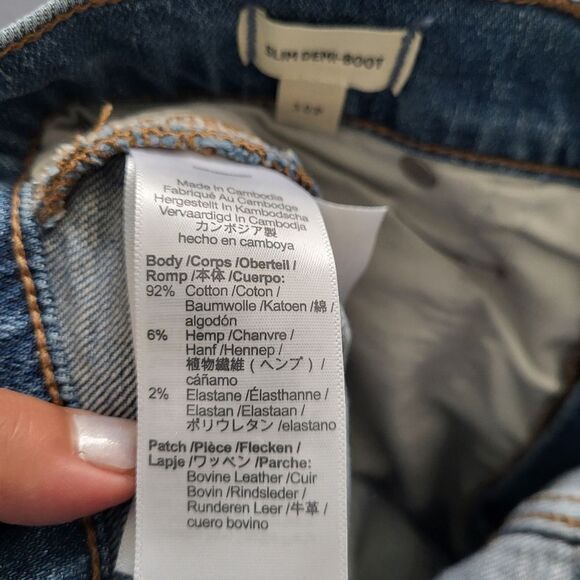 SLIM DEMI-BOOT
Made in Cambodia
Fabriqué Au Cambodge
Hergestellt in Kambodscha
Vervaardigd in Cambodja
カンボジア製
hecho en camboya
Body /Corps /Oberteil /
Romp /本体 /Cuerpo:
92% Cotton /Coton /
Baumwolle /Katoen /綿 /
algodón
6% Hemp /Chanvre /
Hanf /Hennep /
植物繊維 (ヘンプ) /
cáñamo
2% Elastane /Élasthanne /
Elastan /Elastaan /
ポリウレタン /elastano
Patch /Pièce /Flecken /
Lapje /ワッペン /Parche:
Bovine Leather /Cuir
Bovin /Rindsleder /
Runderen Leer /牛革 /
cuero bovino